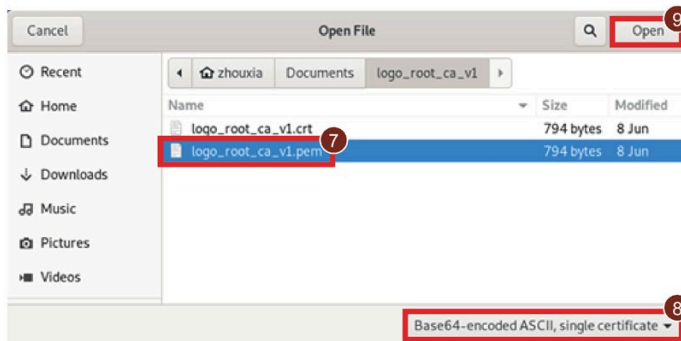 Cancel Open File Open 9
Recent zhouxia Documents logo_root_ca_v1
Home Name Size Modified
logo_root_ca_v1.crt 794 bytes 8 Jun
Documents 7
logo_root_ca_v1.pem 794 bytes 8 Jun
Downloads
Music
Pictures
Videos
8
Base64-encoded ASCII, single certificate